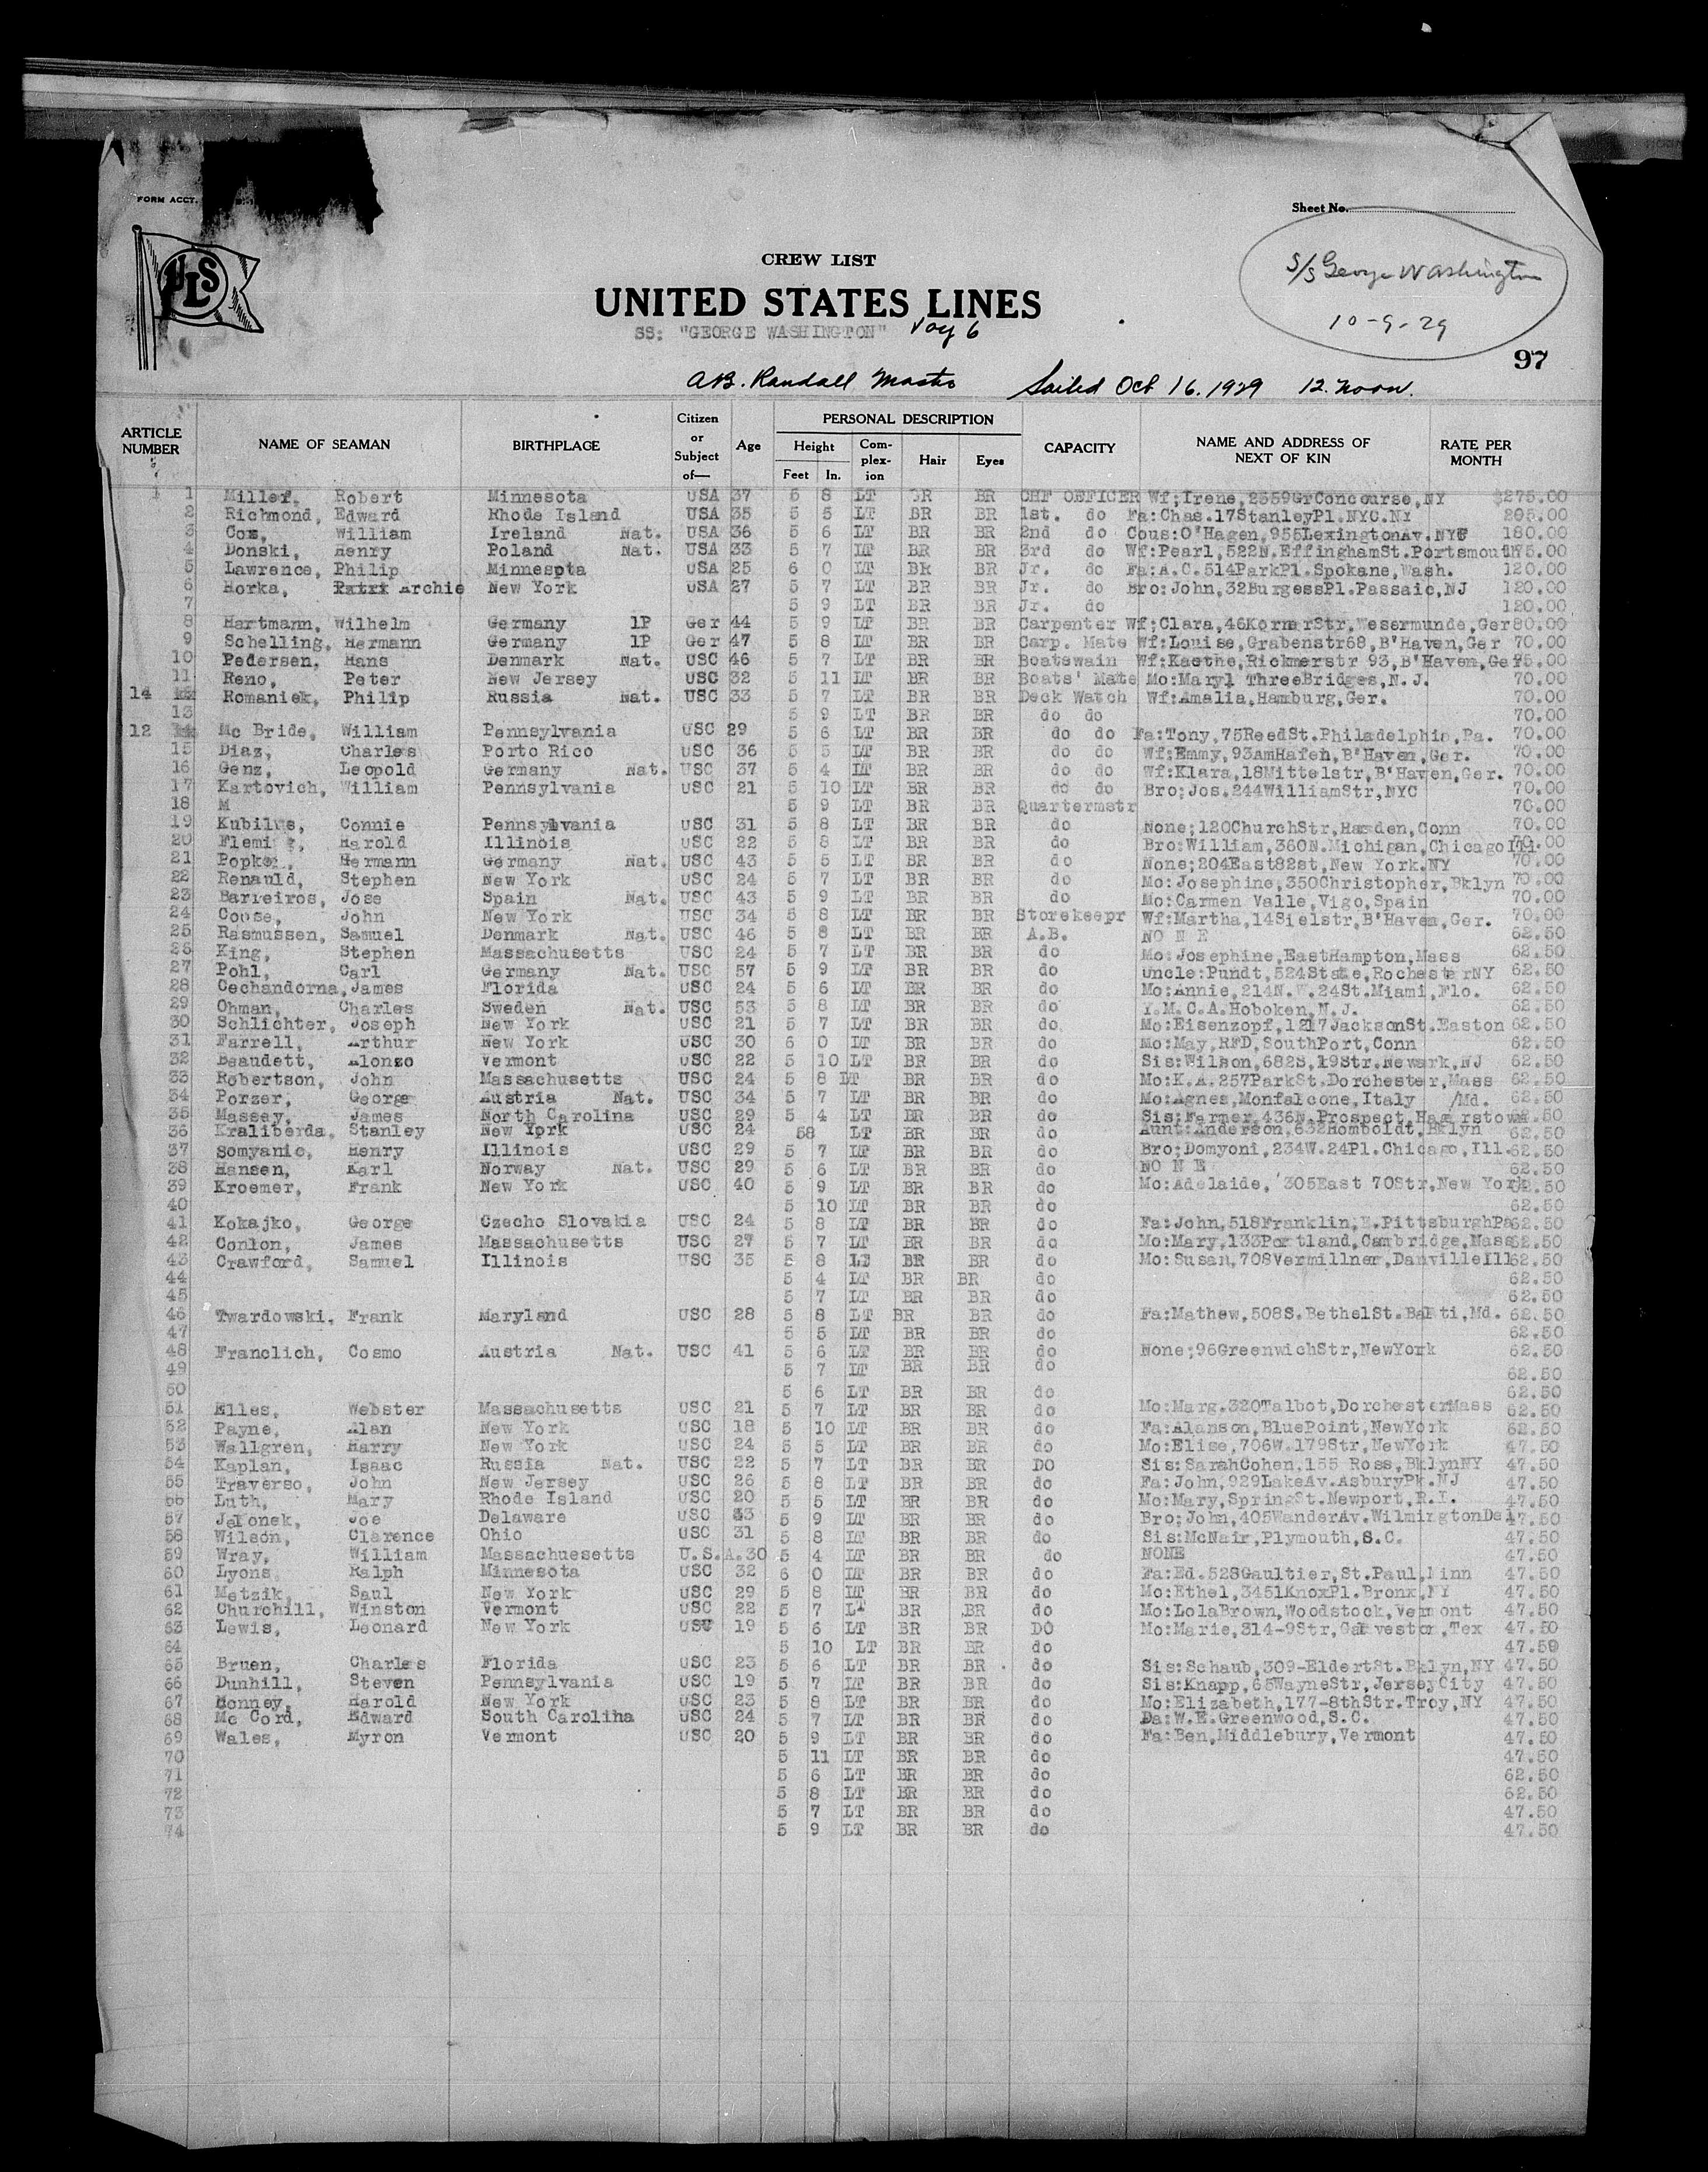 FORM ACCT.
Sheet No.
ULS
CREW LIST
UNITED STATES LINES
SS: "GEORGE WASHINGTON" Voy 6
S/S George Washington
10-9-29
97
A.B. Randall Master Sailed Oct 16.1929 12.noon.
ARTICLE NUMBER NAME OF SEAMAN BIRTHPLACE Citizen or Subject of— Age PERSONAL DESCRIPTION Height Feet In. Complexion Hair Eyes CAPACITY NAME AND ADDRESS OF NEXT OF KIN RATE PER MONTH
1 Miller, Robert Minnesota USA 37 5 8 LT BR BR CHF OFFICER Wf;Irene,2559GrConcourse,NY $275.00
2 Richmond, Edward Rhode Island USA 35 5 5 LT BR BR 1st. do Fa:Chas.17StanleyPl.NYC.NY 205.00
3 Cox, William Ireland Nat. USA 36 5 6 LT BR BR 2nd do Cous:O'Hagen,955LexingtonAv.NY 180.00
4 Donski, Henry Poland Nat. USA 33 5 7 LT BR BR 3rd do Wf:Pearl,522N.EffinghamSt.Portsmouth
5 Lawrence, Philip Minnesota USA 25 6 0 LT BR BR Jr. do Fa:A.C.514ParkPl.Spokane,Wash. 120.00
6 Horka, Archie New York USA 27 5 7 LT BR BR Jr. do Bro:John,32BurgessPl.Passaic,NJ 120.00
7 5 9 LT BR BR Jr. do 120.00
8 Hartmann, Wilhelm Germany 1P Ger 44 5 9 LT BR BR Carpenter Wf;Clara,46KornerStr,Wesermunde,Ger80.00
9 Schelling, Hermann Germany 1P Ger 47 5 8 LT BR BR Carp. Mate Wf:Louise,Grabenstr68,B'Haven,Ger 70.00
10 Pedersen, Hans Denmark Nat. USC 46 5 7 LT BR BR Boatswain Wf:Kaethe,Rickmerstr 93,B'Haven,Ger
11 Reno, Peter New Jersey USC 32 5 11 LT BR BR Boats' Mate Mo:Mary ThreeBridges,N.J. 70.00
14 Romaniek, Philip Russia Nat. USC 33 5 7 LT BR BR Deck Watch Wf:Amalia,Hamburg,Ger. 70.00
13 5 9 LT BR BR do do 70.00
12 Mc Bride, William Pennsylvania USC 29 5 6 LT BR BR do do Fa:Tony,75ReedSt.Philadelphia,Pa. 70.00
15 Diaz, Charles Porto Rico USC 36 5 5 LT BR BR do do Wf:Emmy,93AmHafen,B'Haven,Ger. 70.00
16 Genz, Leopold Germany Nat. USC 37 5 4 LT BR BR do do Wf:Klara,18Mittelstr,B'Haven,Ger. 70.00
17 Kartovich, William Pennsylvania USC 21 5 10 LT BR BR do do Bro;Jos.244WilliamStr,NYC 70.00
18 M 5 9 LT BR BR Quartermstr 70.00
19 Kubilus, Connie Pennsylvania USC 31 5 8 LT BR BR do None;120ChurchStr,Hamden,Conn 70.00
20 Fleming, Harold Illinois USC 22 5 8 LT BR BR do Bro:William,360N.Michigan,Chicago
21 Popken, Hermann Germany Nat. USC 43 5 5 LT BR BR do None;204East82st,New York.NY 70.00
22 Renauld, Stephen New York USC 24 5 7 LT BR BR do Mo:Josephine,350Christopher,Bklyn 70.00
23 Barreiros, Jose Spain Nat. USC 43 5 9 LT BR BR do Mo:Carmen Valle,Vigo,Spain 70.00
24 Coose, John New York USC 34 5 8 LT BR BR Storekeepr Wf:Martha,14Sielstr,B'Haven,Ger. 70.00
25 Rasmussen, Samuel Denmark Nat. USC 46 5 8 LT BR BR A.B. NO N E 62.50
26 King, Stephen Massachusetts USC 24 5 7 LT BR BR do Mo:Josephine,EastHampton,Mass 62.50
27 Pohl, Carl Germany Nat. USC 57 5 9 LT BR BR do Uncle:Pundt,524State,RochesterNY 62.50
28 Cechandorna,James Florida USC 24 5 6 LT BR BR do Mo:Annie,214N.W.24St.Miami,Flo. 62.50
29 Ohman, Charles Sweden Nat. USC 53 5 8 LT BR BR do Y.M.C.A.Hoboken,N.J. 62.50
30 Schlichter, Joseph New York USC 21 5 7 LT BR BR do Mo:Eisenzopf,1217JacksonSt.Easton 62.50
31 Farrell, Arthur New York USC 30 6 0 LT BR BR do Mo:May,RFD,SouthPort,Conn 62.50
32 Beaudett, Alonzo Vermont USC 22 5 10 LT BR BR do Sis:Wilson,682S,19Str.Newark,NJ 62.50
33 Robertson, John Massachusetts USC 24 5 8 LT BR BR do Mo:K.A.257ParkSt.Dorchester,Mass 62.50
34 Porzer, George Austria Nat. USC 34 5 7 LT BR BR do Mo:Agnes,Monfalcone,Italy /Md. 62.50
35 Massey, James North Carolina USC 29 5 4 LT BR BR do Sis:Farmer,436N.Prospect,Hagerstown
36 Kraliberda, Stanley New York USC 24 58 LT BR BR do Aunt:Anderson,632Homboldt,Bklyn 62.50
37 Somyanic, Henry Illinois USC 29 5 7 LT BR BR do Bro;Domyoni,234W.24Pl.Chicago,Ill.62.50
38 Hansen, Karl Norway Nat. USC 29 5 6 LT BR BR do NO N E 62.50
39 Kroemer, Frank New York USC 40 5 9 LT BR BR do Mo:Adelaide, 305East 70Str,New York
40 5 10 LT BR BR do 62.50
41 Kokajko, George Czecho Slovakia USC 24 5 8 LT BR BR do Fa:John,518Franklin,E.PittsburghPa62.50
42 Conlon, James Massachusetts USC 27 5 7 LT BR BR do Mo:Mary,133Portland,Cambridge,Mass62.50
43 Crawford, Samuel Illinois USC 35 5 8 LT BR BR do Mo:Susan,708Vermillner,DanvilleIll62.50
44 5 4 LT BR BR do 62.50
45 5 7 LT BR BR do 62.50
46 Twardowski, Frank Maryland USC 28 5 8 LT BR BR do Fa:Mathew,508S.BethelSt.Balti,Md. 62.50
47 5 5 LT BR BR do 62.50
48 Franclich, Cosmo Austria Nat. USC 41 5 6 LT BR BR do None;96GreenwichStr,NewYork 62.50
49 5 7 LT BR BR do 62.50
50 5 6 LT BR BR do 62.50
51 Elles, Webster Massachusetts USC 21 5 7 LT BR BR do Mo:Marg.320Talbot,DorchesterMass 62.50
52 Payne, Alan New York USC 18 5 10 LT BR BR do Fa:Alanson,BluePoint,NewYork 62.50
53 Wallgren, Harry New York USC 24 5 5 LT BR BR do Mo:Elise,706W.179Str,NewYork 47.50
54 Kaplan, Isaac Russia Nat. USC 22 5 7 LT BR BR DO Sis:SarahCohen,155 Ross,BklynNY 47.50
55 Traverso, John New Jersey USC 26 5 8 LT BR BR do Fa:John,929LakeAv.AsburyPk.NJ 47.50
56 Luth, Mary Rhode Island USC 20 5 5 LT BR BR do Mo:Mary,SpringSt.Newport,R.I. 47.50
57 Jelonek, Joe Delaware USC 33 5 9 LT BR BR do Bro;John,405WanderAv.WilmingtonDel47.50
58 Wilson, Clarence Ohio USC 31 5 8 LT BR BR do Sis:McNair,Plymouth,S.C. 47.50
59 Wray, William Massachuesetts U.S.A.30 5 4 LT BR BR do NONE 47.50
60 Lyons, Ralph Minnesota USC 32 6 0 LT BR BR do Fa:Ed.528Gaultier,St.Paul,Minn 47.50
61 Metzik, Saul New York USC 29 5 8 LT BR BR do Mo:Ethel,3451KnoxPl.Bronx,NY 47.50
62 Churchill, Winston Vermont USC 22 5 7 LT BR BR do Mo:LolaBrown,Woodstock,Vermont 47.50
63 Lewis, Leonard New York USC 19 5 6 LT BR BR DO Mo:Marie,314-9Str,Galveston,Tex 47.50
64 5 10 LT BR BR do 47.50
65 Bruen, Charles Florida USC 23 5 6 LT BR BR do Sis:Schaub,309-EldertSt.Bklyn,NY 47.50
66 Dunhill, Steven Pennsylvania USC 19 5 7 LT BR BR do Sis:Knapp,65WayneStr,JerseyCity 47.50
67 Monney, Harold New York USC 23 5 8 LT BR BR do Mo:Elizabeth,177-8thStr.Troy,NY 47.50
68 Mc Cord, Edward South Carolina USC 24 5 7 LT BR BR do Da:W.E.Greenwood,S.C. 47.50
69 Wales, Myron Vermont USC 20 5 9 LT BR BR do Fa:Ben,Middlebury,Vermont 47.50
70 5 11 LT BR BR do 47.50
71 5 6 LT BR BR do 62.50
72 5 8 LT BR BR do 62.50
73 5 7 LT BR BR do 47.50
74 5 9 LT BR BR do 47.50